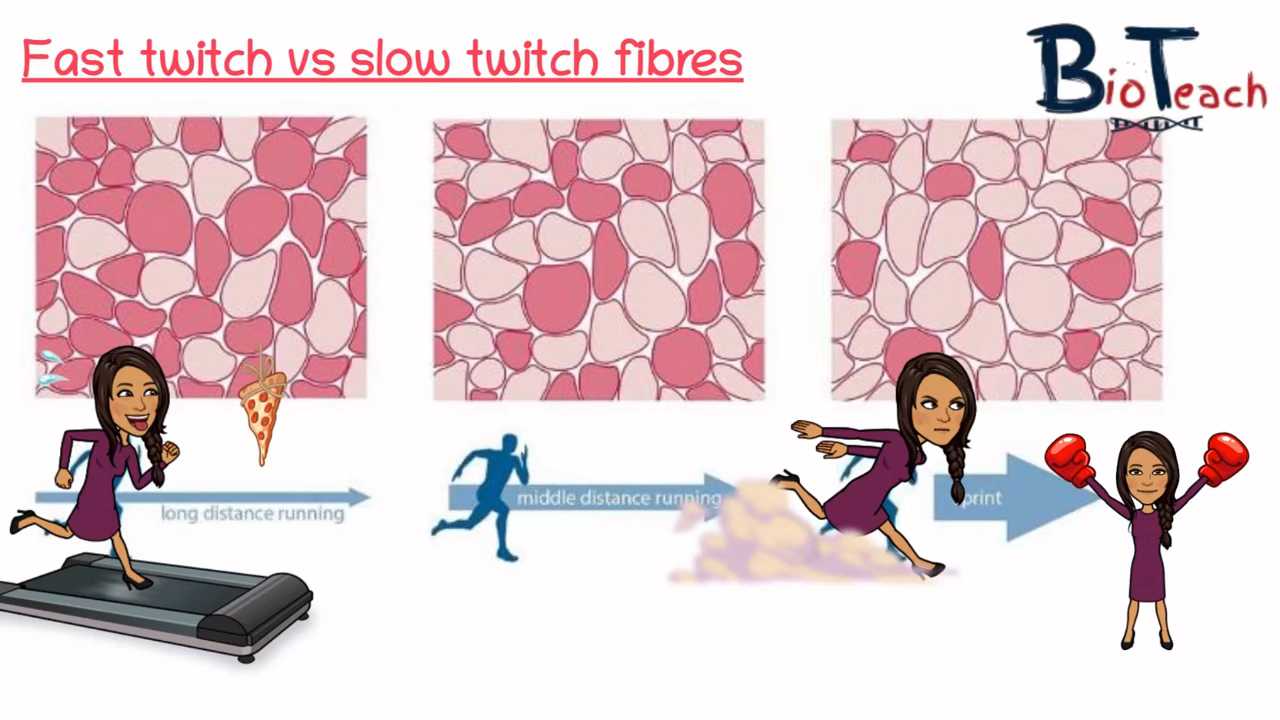 Fast twitch vs slow twitch fibres
BioTeach
long distance running
middle distance running
print